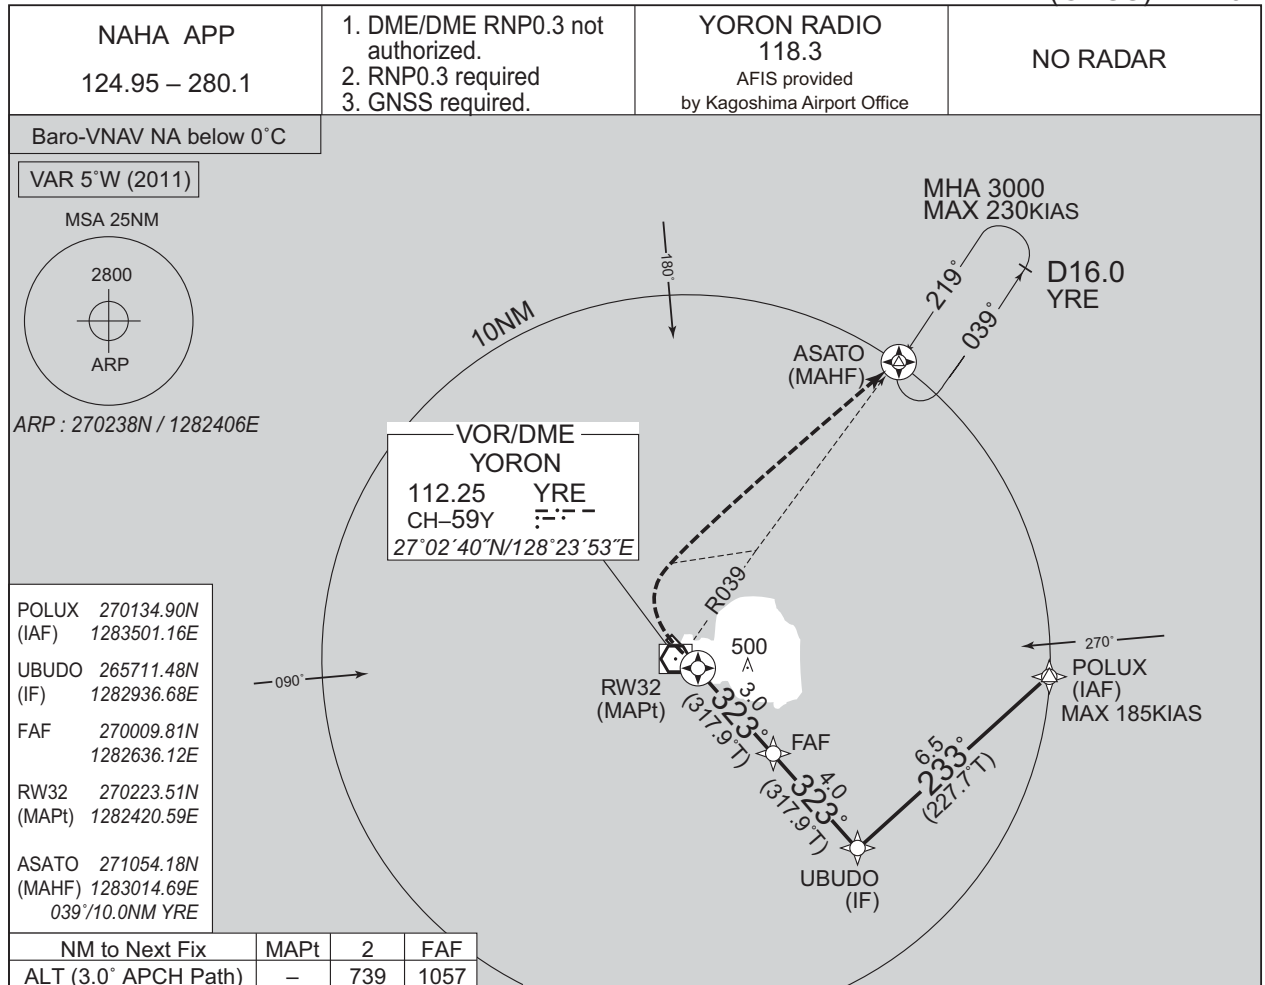 NAHA APP
124.95 – 280.1
1. DME/DME RNP0.3 not
authorized.
2. RNP0.3 required
3. GNSS required.
YORON RADIO
118.3
AFIS provided
by Kagoshima Airport Office
NO RADAR
Baro-VNAV NA below 0˚C
VAR 5˚W (2011)
MSA 25NM
2800
ARP
ARP : 270238N / 1282406E
MHA 3000
MAX 230KIAS
219˚
039˚
D16.0
YRE
180˚
10NM
ASATO
(MAHF)
VOR/DME
YORON
112.25 YRE
CH–59Y
27˚02´40˝N/128˚23´53˝E
R039
500
090˚
270˚
RW32
(MAPt)
3.0
323˚
(317.9˚T)
FAF
4.0
323˚
(317.9˚T)
POLUX
(IAF)
MAX 185KIAS
6.5
233˚
(227.7˚T)
UBUDO
(IF)
POLUX 270134.90N
(IAF) 1283501.16E
UBUDO 265711.48N
(IF) 1282936.68E
FAF 270009.81N
1282636.12E
RW32 270223.51N
(MAPt) 1282420.59E
ASATO 271054.18N
(MAHF) 1283014.69E
039˚/10.0NM YRE
NM to Next Fix MAPt 2 FAF
ALT (3.0˚ APCH Path) – 739 1057